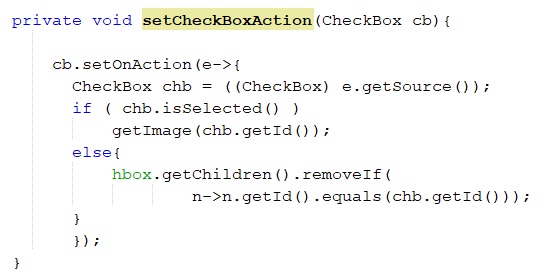 private void setCheckBoxAction(CheckBox cb){
cb.setOnAction(e->{
CheckBox chb = ((CheckBox) e.getSource());
if ( chb.isSelected() )
getImage(chb.getId());
else{
hbox.getChildren().removeIf(
n->n.getId().equals(chb.getId()));
}
});
}